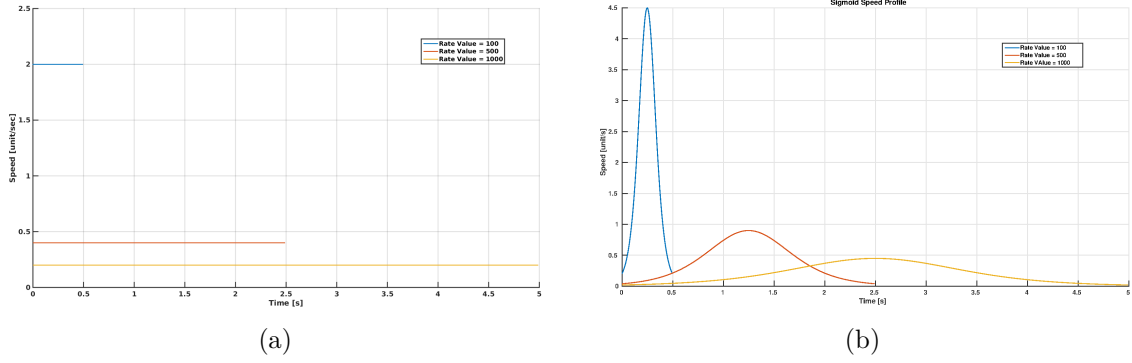 2.5
2
1.5
1
0.5
0
Speed [unit/sec]
Rate Value = 100
Rate Value = 500
Rate Value = 1000
0 0.5 1 1.5 2 2.5 3 3.5 4 4.5 5
Time [s]
(a)
Sigmoid Speed Profile
4.5
4
3.5
3
2.5
2
1.5
1
0.5
0
Speed [unit/s]
Rate Value = 100
Rate Value = 500
Rate VAlue = 1000
0 0.5 1 1.5 2 2.5 3 3.5 4 4.5 5
Time [s]
(b)